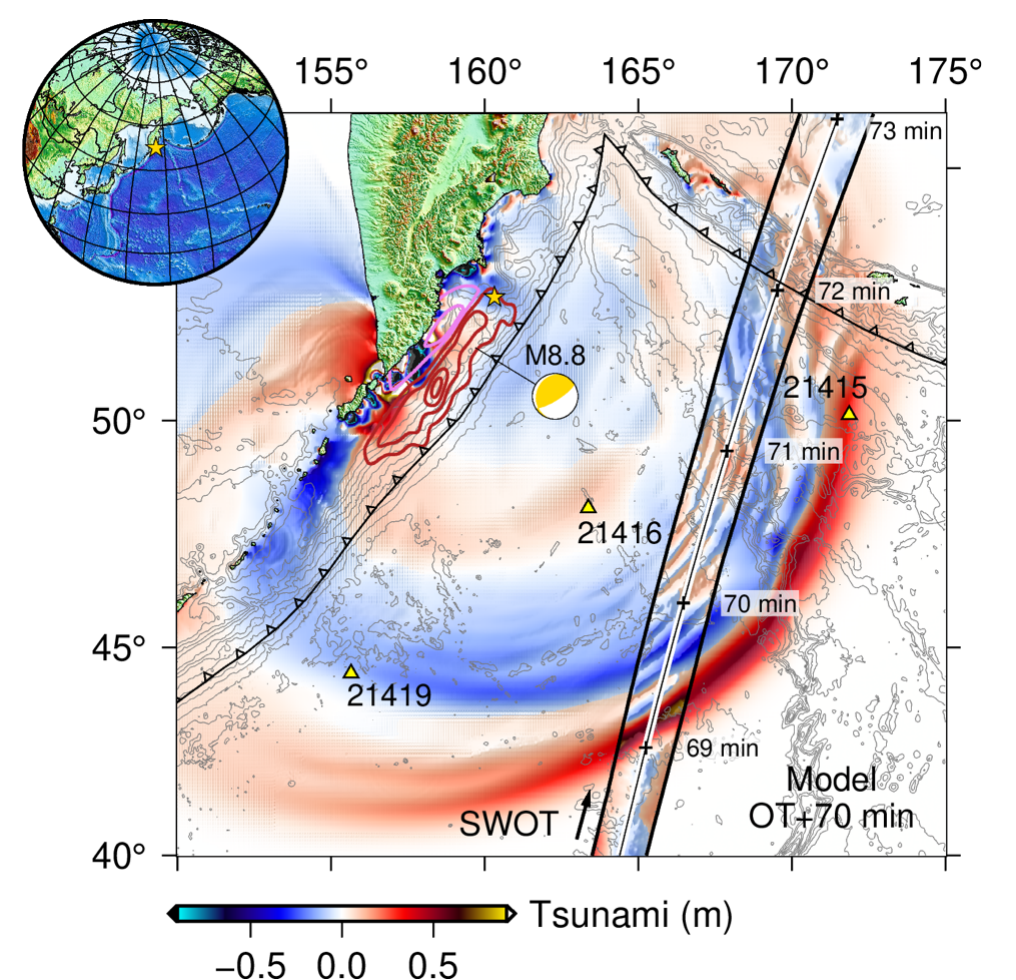 155° 160° 165° 170° 175°
73 min
72 min
M8.8
21415
50°
71 min
21416
70 min
45°
21419
69 min
Model
OT+70 min
SWOT
40°
Tsunami (m)
−0.5 0.0 0.5